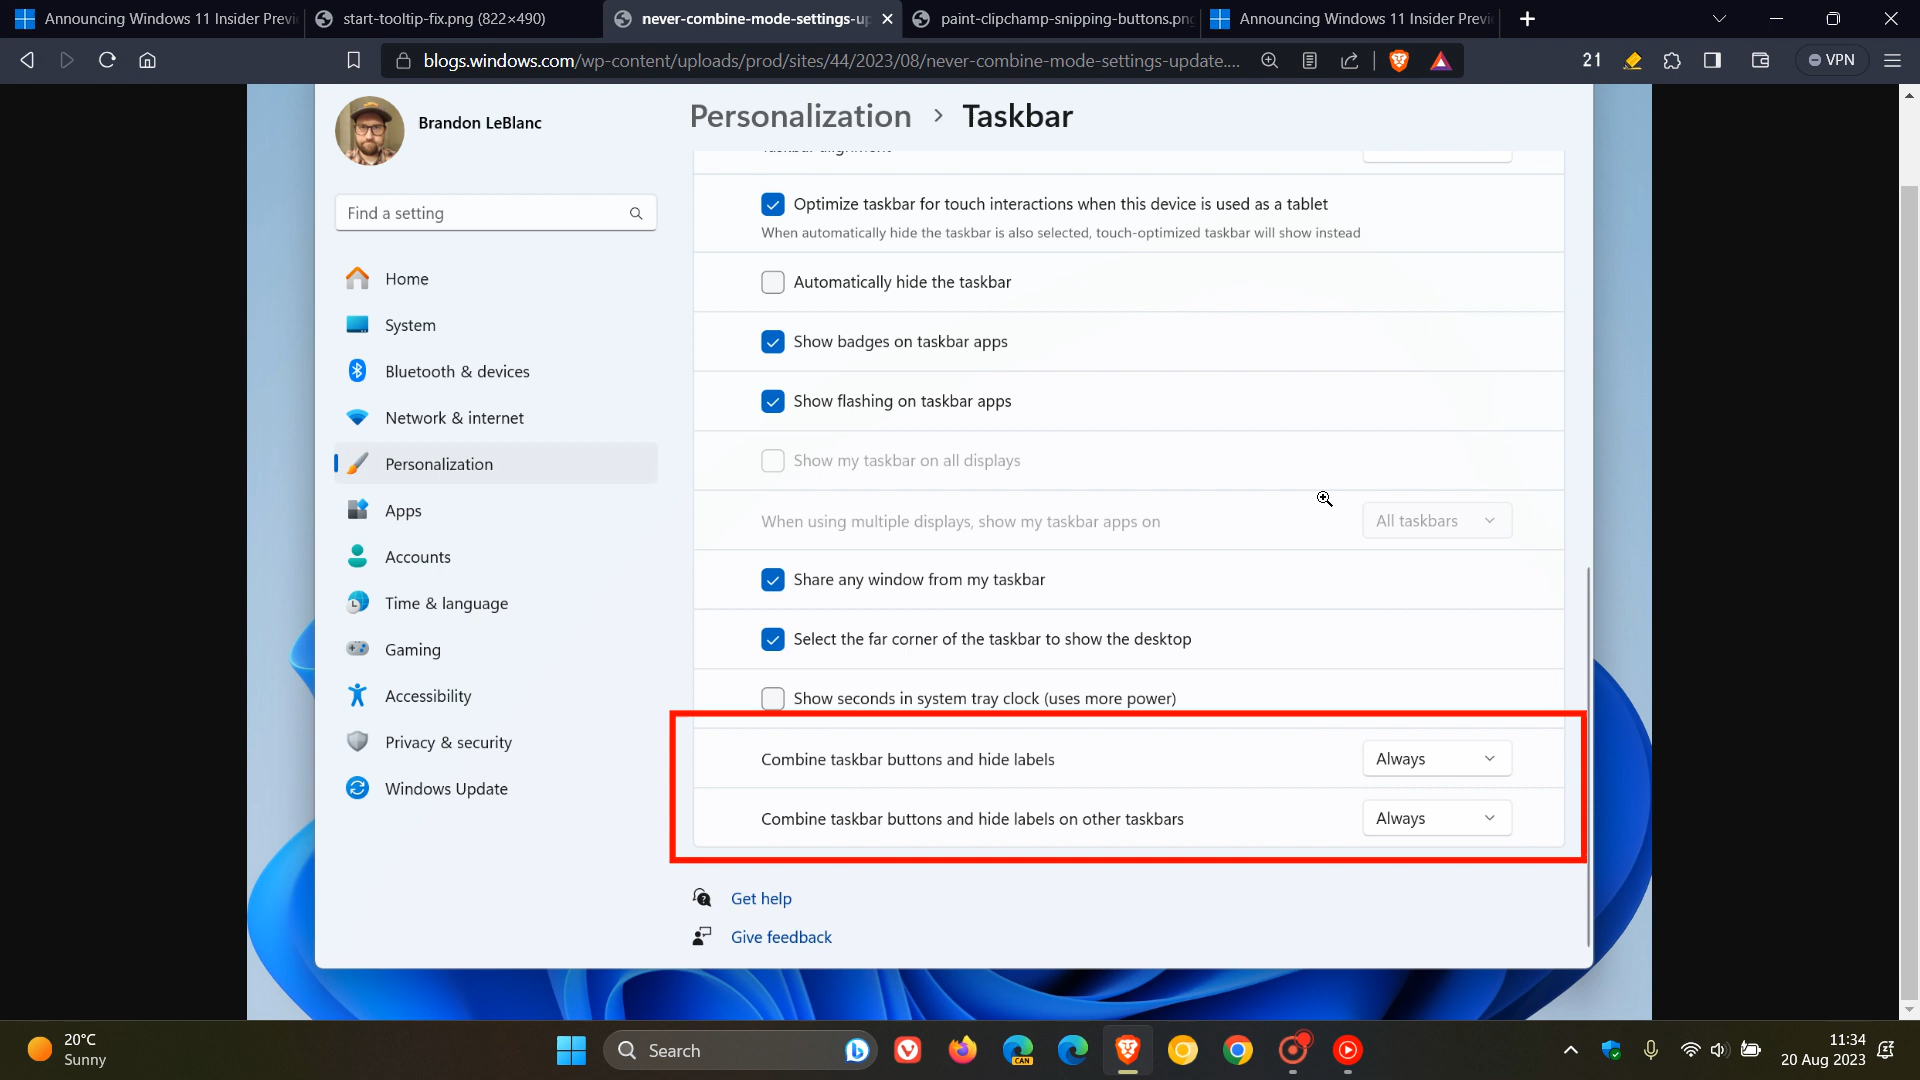 Announcing Windows 11 Insider Previ
start-tooltip-fix.png (822×490)
never-combine-mode-settings-up
paint-clipchamp-snipping-buttons.png
Announcing Windows 11 Insider Previ
blogs.windows.com/wp-content/uploads/prod/sites/44/2023/08/never-combine-mode-settings-update....
21
VPN
Brandon LeBlanc
Personalization > Taskbar
Find a setting
Home
System
Bluetooth & devices
Network & internet
Personalization
Apps
Accounts
Time & language
Gaming
Accessibility
Privacy & security
Windows Update
Taskbar alignment
Optimize taskbar for touch interactions when this device is used as a tablet
When automatically hide the taskbar is also selected, touch-optimized taskbar will show instead
Automatically hide the taskbar
Show badges on taskbar apps
Show flashing on taskbar apps
Show my taskbar on all displays
When using multiple displays, show my taskbar apps on
All taskbars
Share any window from my taskbar
Select the far corner of the taskbar to show the desktop
Show seconds in system tray clock (uses more power)
Combine taskbar buttons and hide labels
Always
Combine taskbar buttons and hide labels on other taskbars
Always
Get help
Give feedback
20°C
Sunny
Search
CAN
11:34
20 Aug 2023